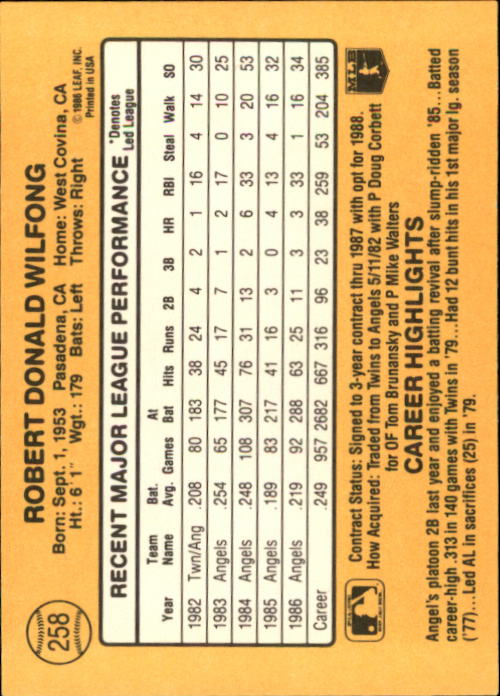 258
ROBERT DONALD WILFONG
Born: Sept. 1, 1953 Pasadena, CA Home: West Covina, CA
Ht.: 6' 1" Wgt.: 179 Bats: Left Throws: Right
© 1986 LEAF, INC.
Printed in USA
RECENT MAJOR LEAGUE PERFORMANCE
*Denotes
Led League
Year Team Name Bat. Avg. Games At Bat Hits Runs 2B 3B HR RBI Steal Walk SO
1982 Twn/Ang .208 80 183 38 24 4 2 1 16 4 14 30
1983 Angels .254 65 177 45 17 7 1 2 17 0 10 25
1984 Angels .248 108 307 76 31 13 2 6 33 3 20 53
1985 Angels .189 83 217 41 16 3 0 4 13 4 16 32
1986 Angels .219 92 288 63 25 11 3 3 33 1 16 34
Career .249 957 2682 667 316 96 23 38 259 53 204 385
Contract Status: Signed to 3-year contract thru 1987 with opt for 1988.
How Acquired: Traded from Twins to Angels 5/11/82 with P Doug Corbett
for OF Tom Brunansky and P Mike Walters
MLB
CAREER HIGHLIGHTS
Angel's platoon 2B last year and enjoyed a batting revival after slump-ridden '85...Batted
career-high .313 in 140 games with Twins in '79...Had 12 bunt hits in his 1st major lg. season
('77)...Led AL in sacrifices (25) in '79.